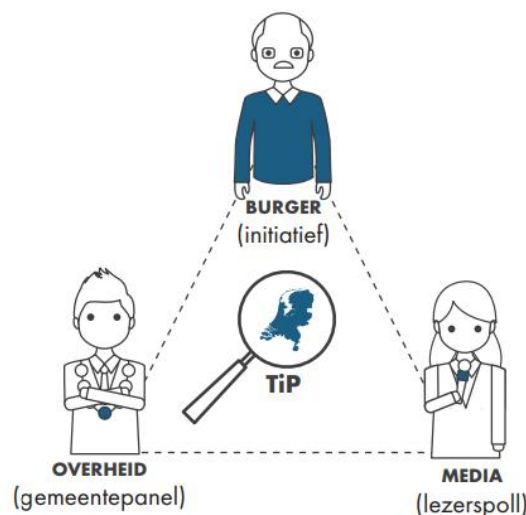 BURGER
(initiatief)
TiP
OVERHEID
(gemeentepanel)
MEDIA
(lezerspoll)